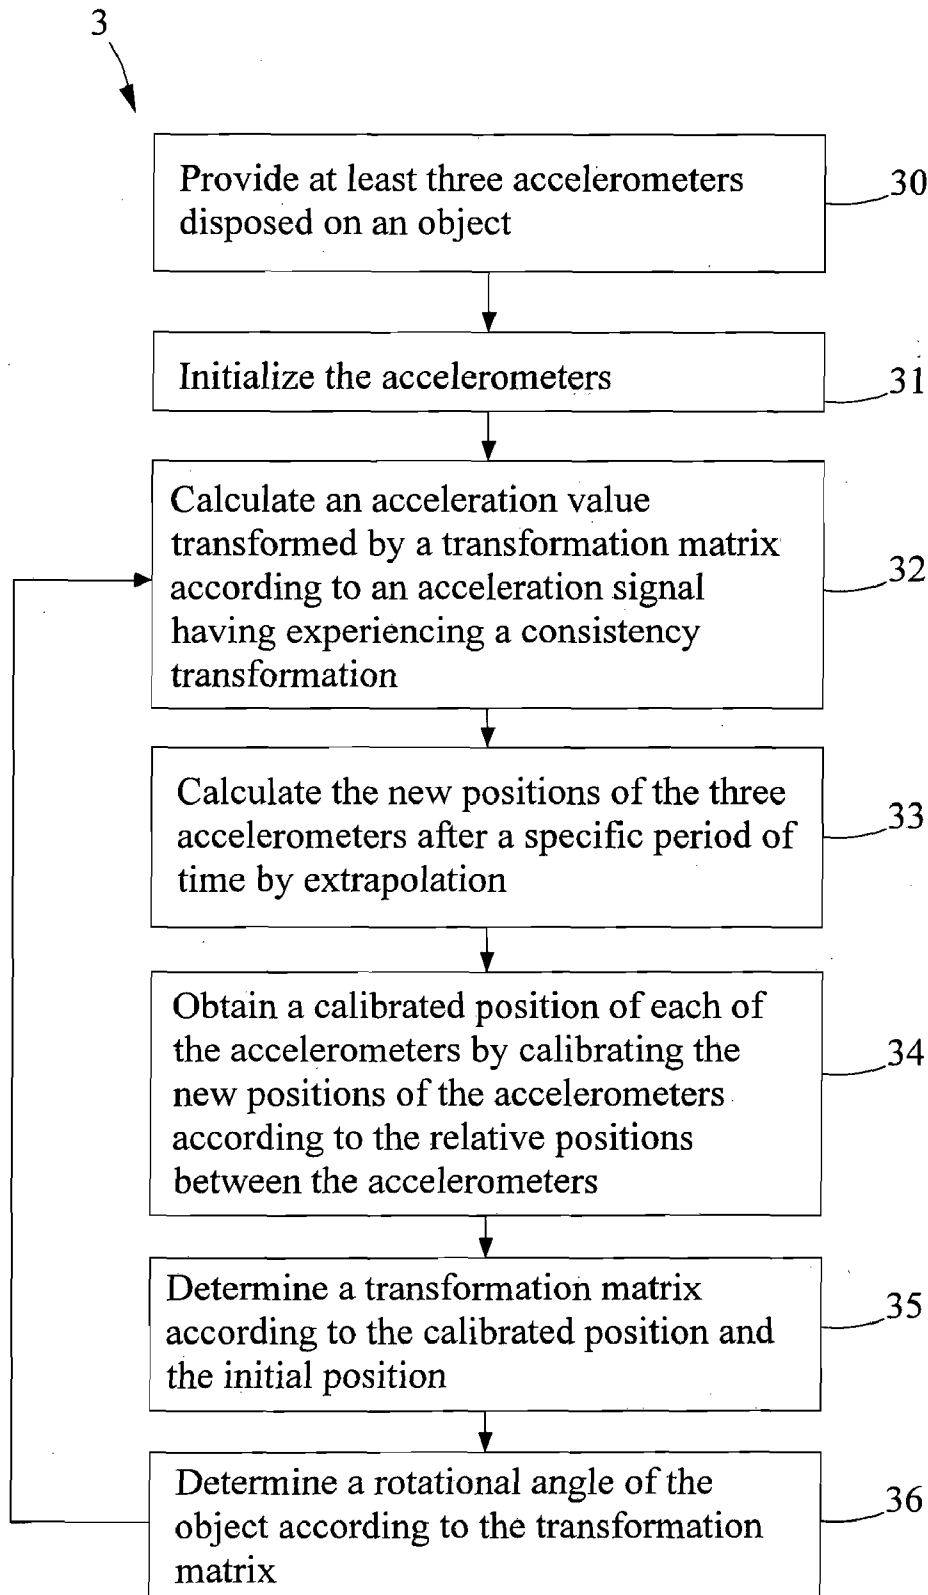 3
Provide at least three accelerometers
disposed on an object
30
Initialize the accelerometers
31
Calculate an acceleration value
transformed by a transformation matrix
according to an acceleration signal
having experiencing a consistency
transformation
32
Calculate the new positions of the three
accelerometers after a specific period of
time by extrapolation
33
Obtain a calibrated position of each of
the accelerometers by calibrating the
new positions of the accelerometers
according to the relative positions
between the accelerometers
34
Determine a transformation matrix
according to the calibrated position and
the initial position
35
Determine a rotational angle of the
object according to the transformation
matrix
36